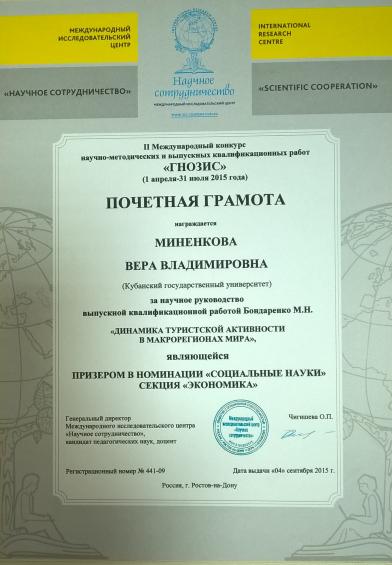 МЕЖДУНАРОДНЫЙ
ИССЛЕДОВАТЕЛЬСКИЙ
ЦЕНТР
«НАУЧНОЕ СОТРУДНИЧЕСТВО»
Научное
сотрудничество
МЕЖДУНАРОДНЫЙ ИССЛЕДОВАТЕЛЬСКИЙ ЦЕНТР
INTERNATIONAL
RESEARCH
CENTRE
«SCIENTIFIC COOPERATION»
II Международный конкурс
научно-методических и выпускных квалификационных работ
«ГНОЗИС»
(1 апреля-31 июля 2015 года)
ПОЧЕТНАЯ ГРАМОТА
награждается
МИНЕНКОВА
ВЕРА ВЛАДИМИРОВНА
(Кубанский государственный университет)
за научное руководство
выпускной квалификационной работой Бондаренко М.Н.
«ДИНАМИКА ТУРИСТСКОЙ АКТИВНОСТИ
В МАКРОРЕГИОНАХ МИРА»,
являющейся
ПРИЗЕРОМ В НОМИНАЦИИ «СОЦИАЛЬНЫЕ НАУКИ»
СЕКЦИЯ «ЭКОНОМИКА»
Генеральный директор
Международного исследовательского центра
«Научное сотрудничество»,
кандидат педагогических наук, доцент
Чигишева О.П.
Регистрационный номер № 441-09
Дата выдачи «04» сентября 2015 г.
Россия, г. Ростов-на-Дону